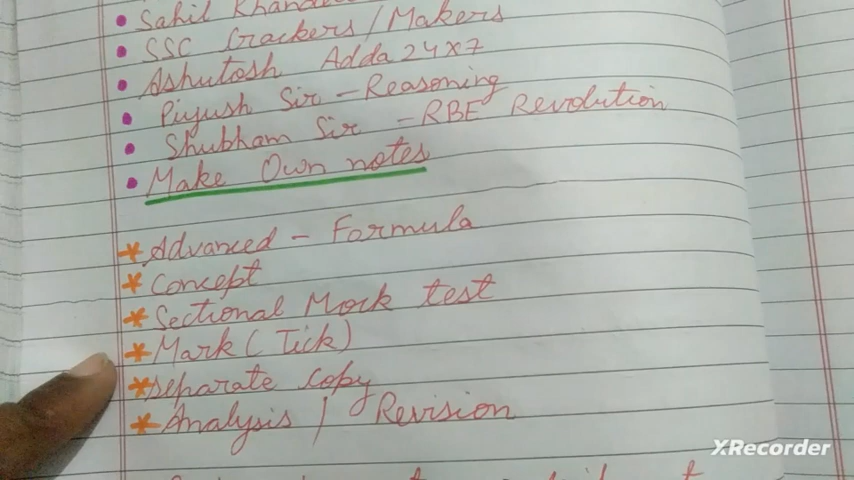 • Sahil
• SSC Crackers/Makers
• Ashutosh Adda 24x7
• Piyush Sir - Reasoning
• Shubham Sir - RBE Revolution
• Make Own notes
* Advanced - Formula
* Concept
* Sectional Mock test
* Mark (Tick)
* Separate copy
* Analysis / Revision
XRecorder